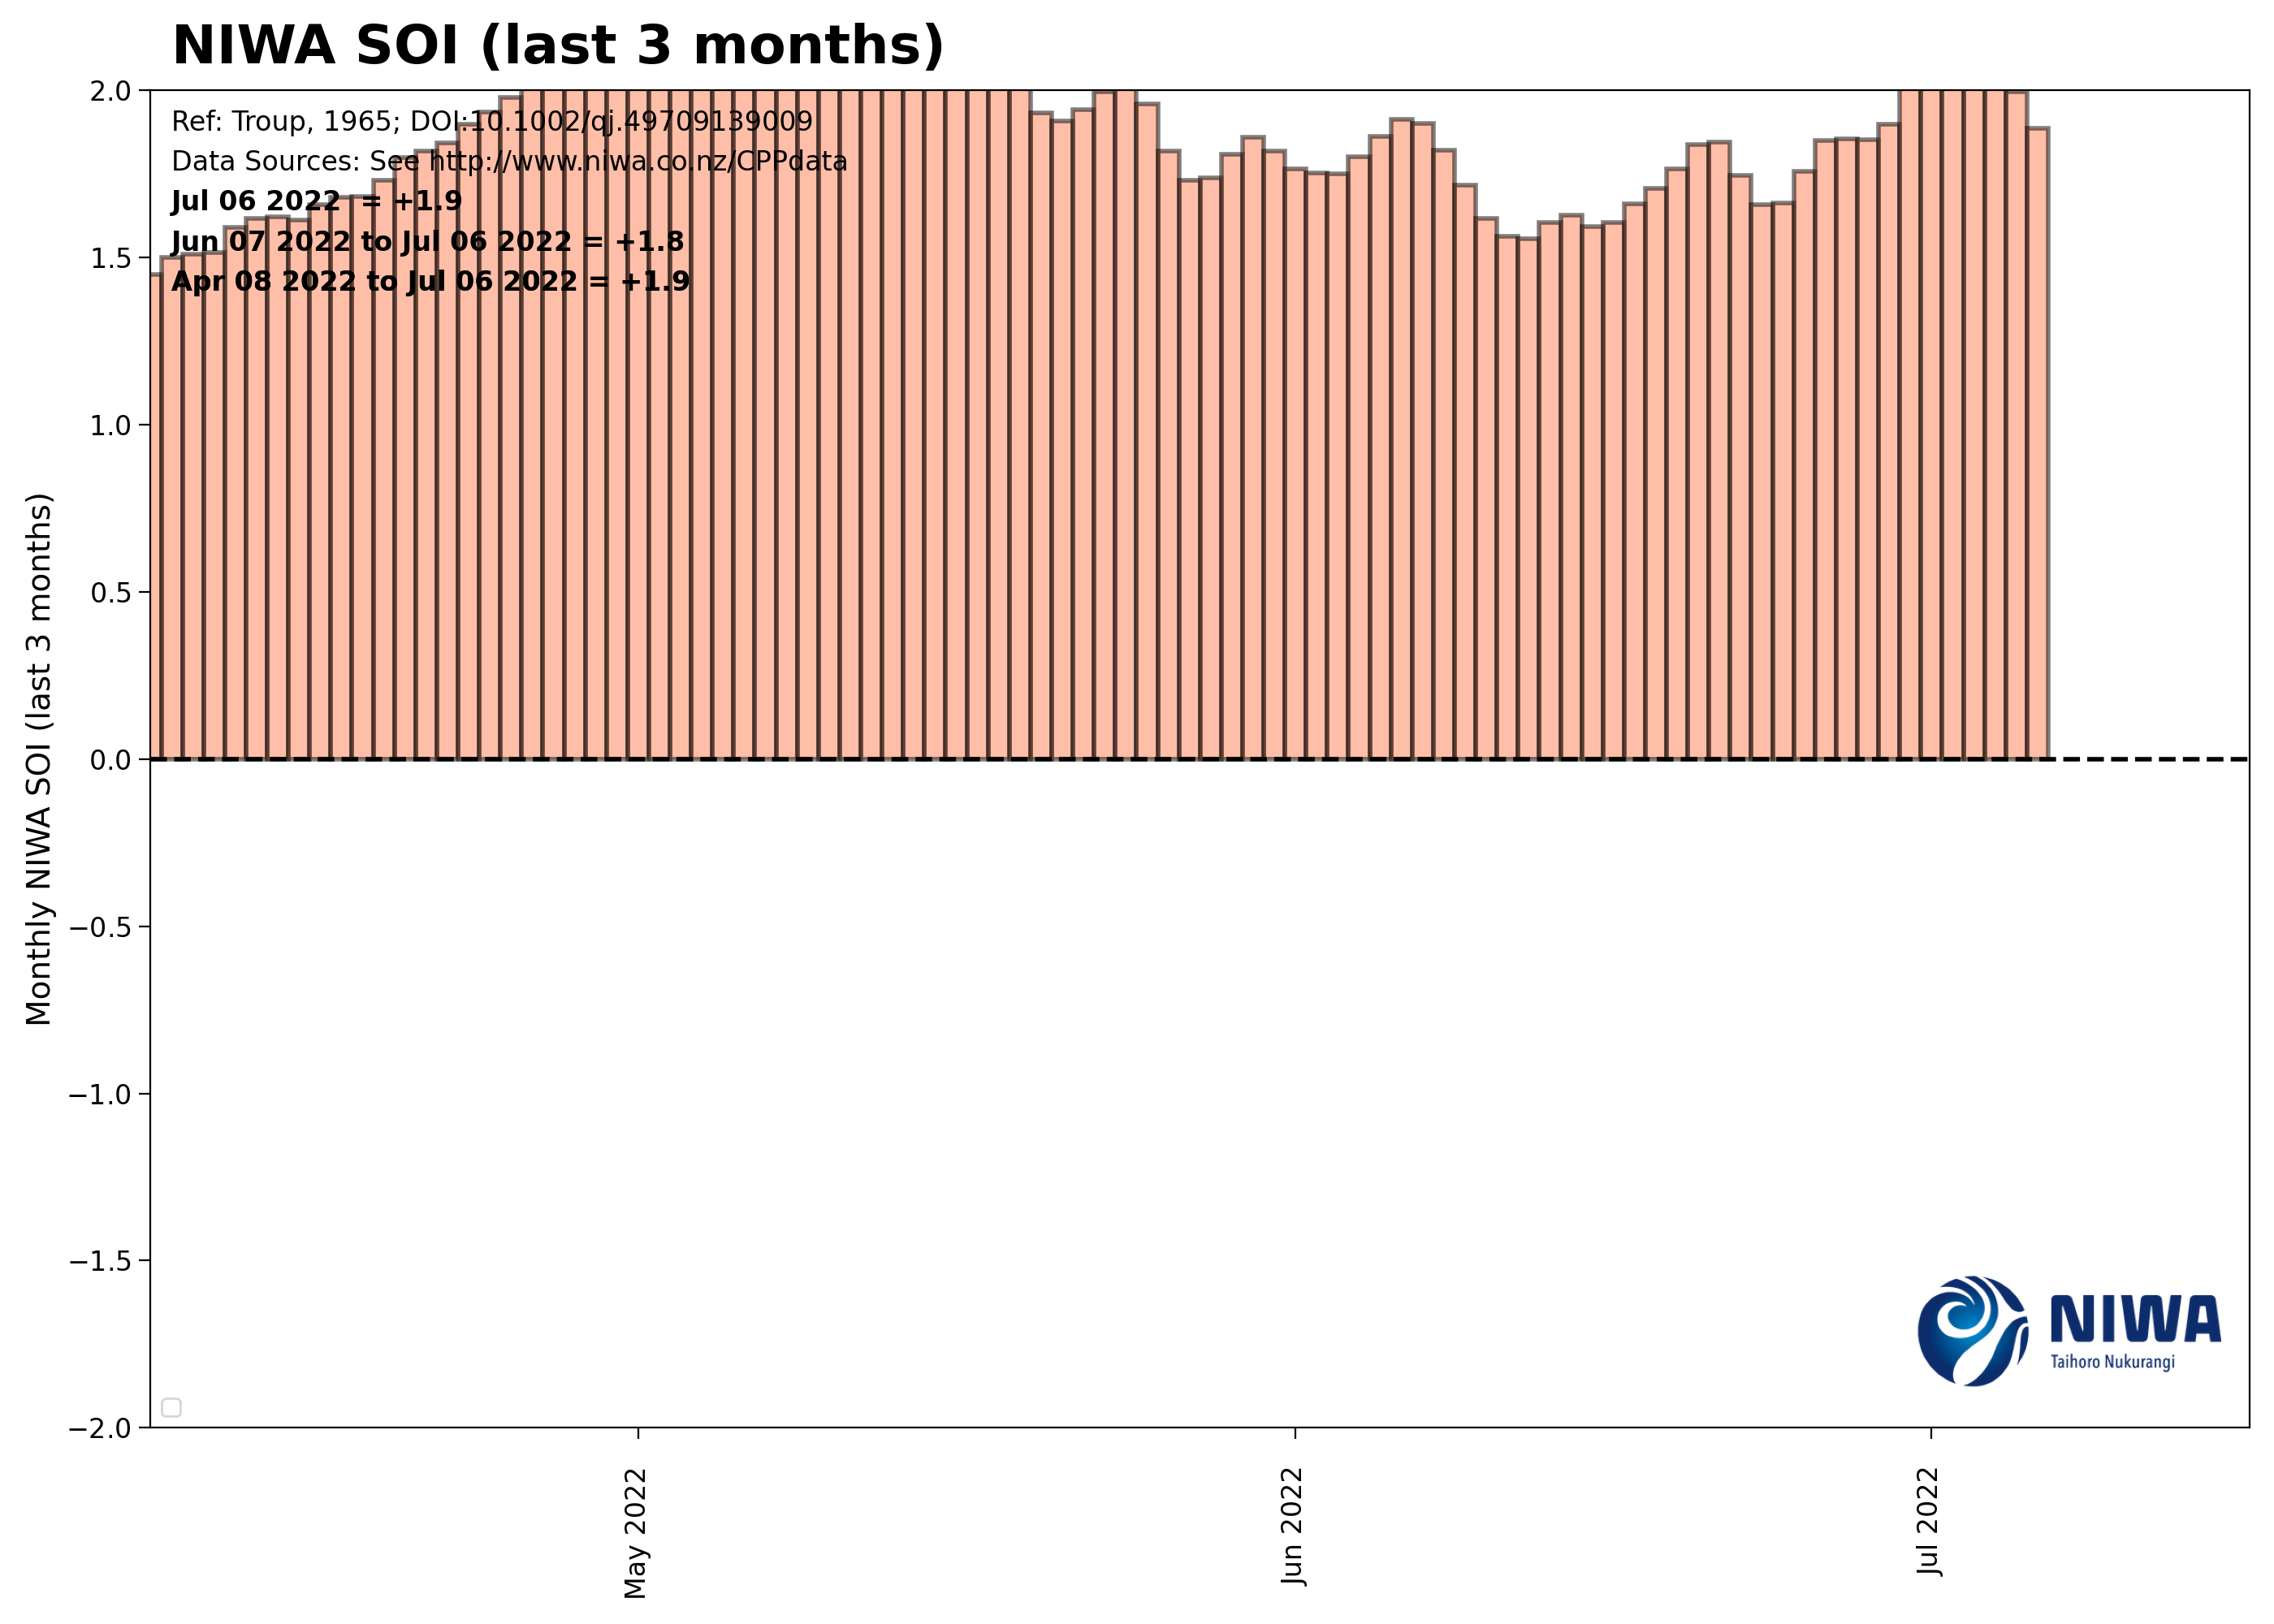 NIWA SOI (last 3 months)
Ref: Troup, 1965; DOI:10.1002/qj.49709139009
Data Sources: See http://www.niwa.co.nz/CPPdata
Jul 06 2022 = +1.9
Jun 07 2022 to Jul 06 2022 = +1.8
Apr 08 2022 to Jul 06 2022 = +1.9
Monthly NIWA SOI (last 3 months)
2.0
1.5
1.0
0.5
0.0
−0.5
−1.0
−1.5
−2.0
NIWA
Taihoro Nukurangi
May 2022
Jun 2022
Jul 2022